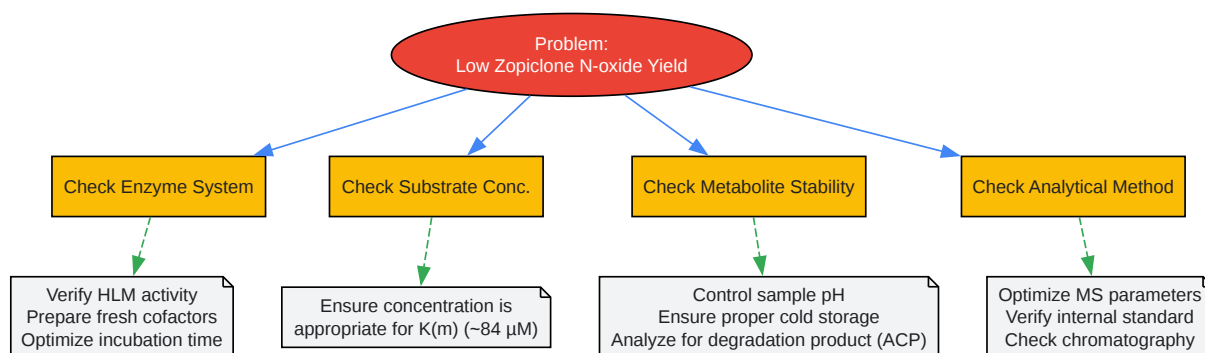 Problem:
Low Zopiclone N-oxide Yield
Check Enzyme System
Check Substrate Conc.
Check Metabolite Stability
Check Analytical Method
Verify HLM activity
Prepare fresh cofactors
Optimize incubation time
Ensure concentration is
appropriate for K(m) (~84 µM)
Control sample pH
Ensure proper cold storage
Analyze for degradation product (ACP)
Optimize MS parameters
Verify internal standard
Check chromatography